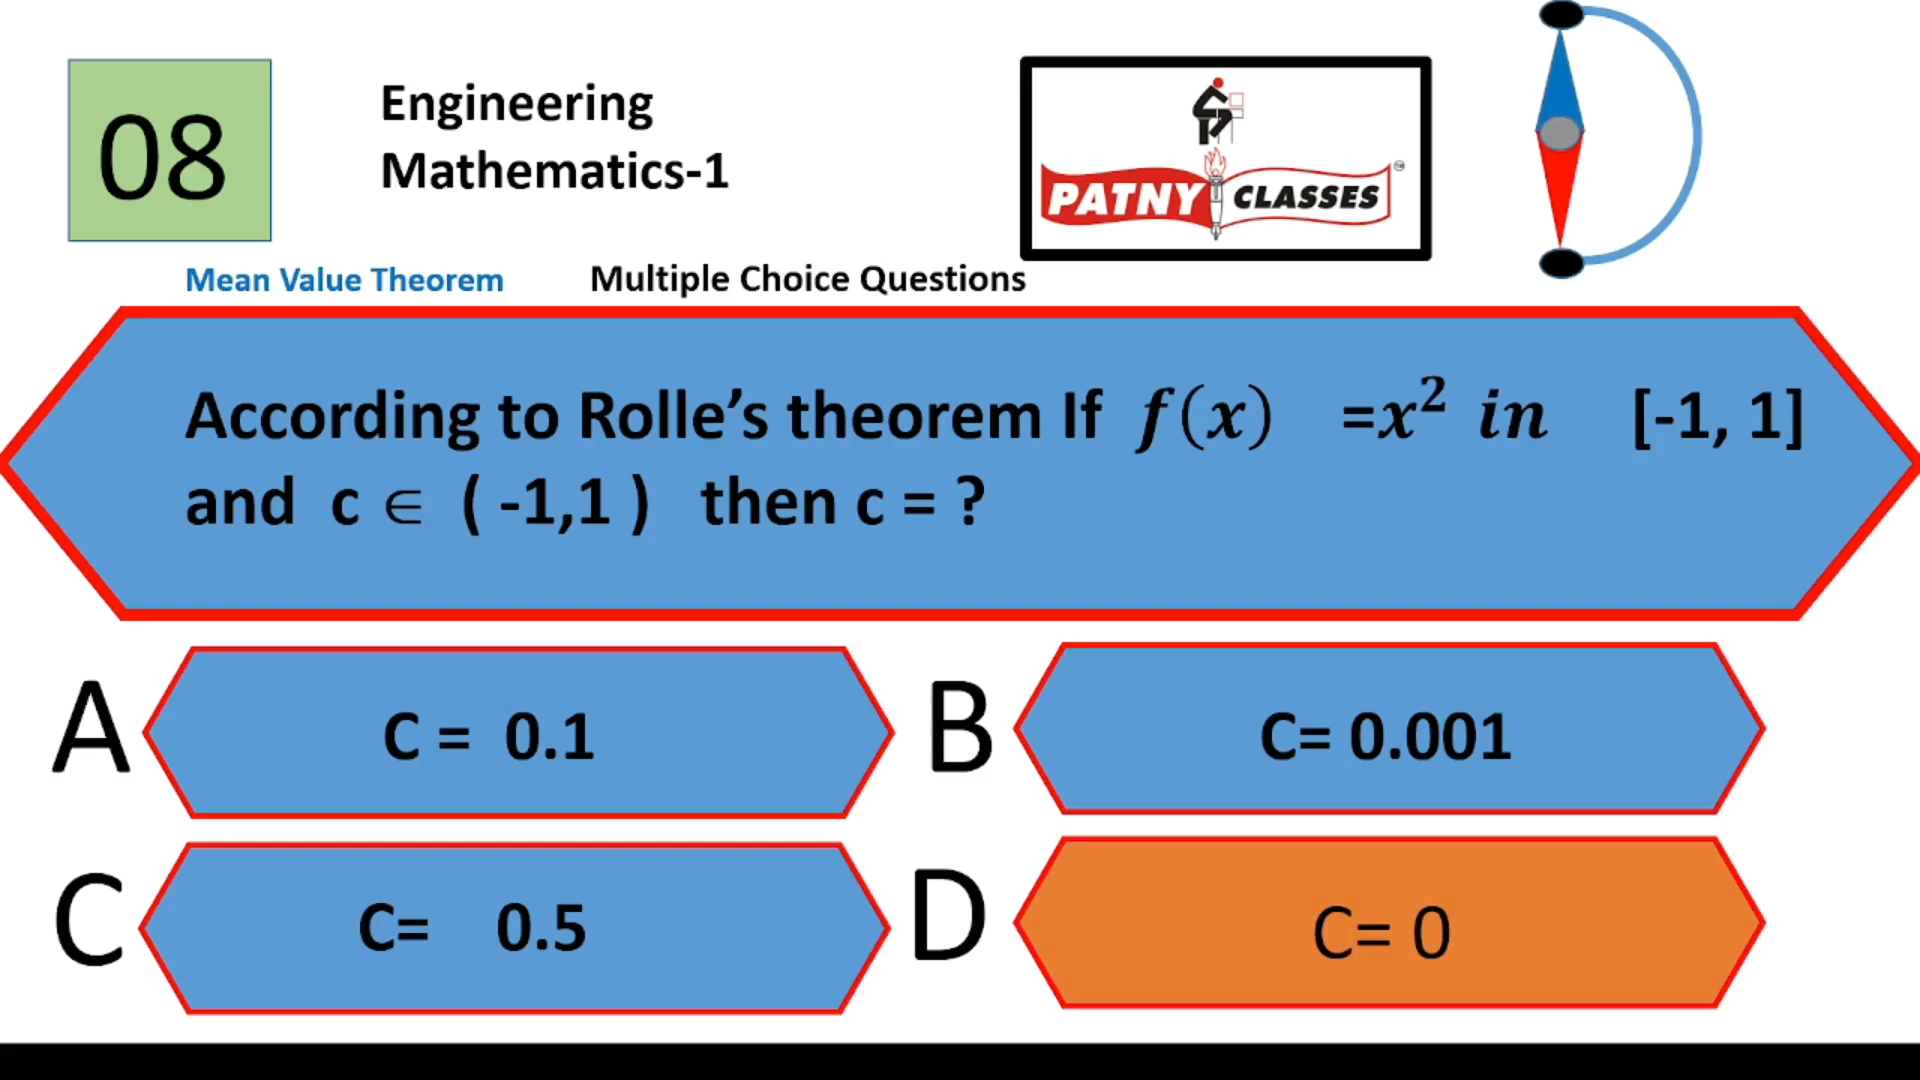 08
Engineering
Mathematics-1
PATNY CLASSES™
Mean Value Theorem Multiple Choice Questions
According to Rolle’s theorem If f(x) =x² in [-1, 1]
and c ∈ ( -1,1 ) then c = ?
A C = 0.1
B C= 0.001
C C= 0.5
D C= 0